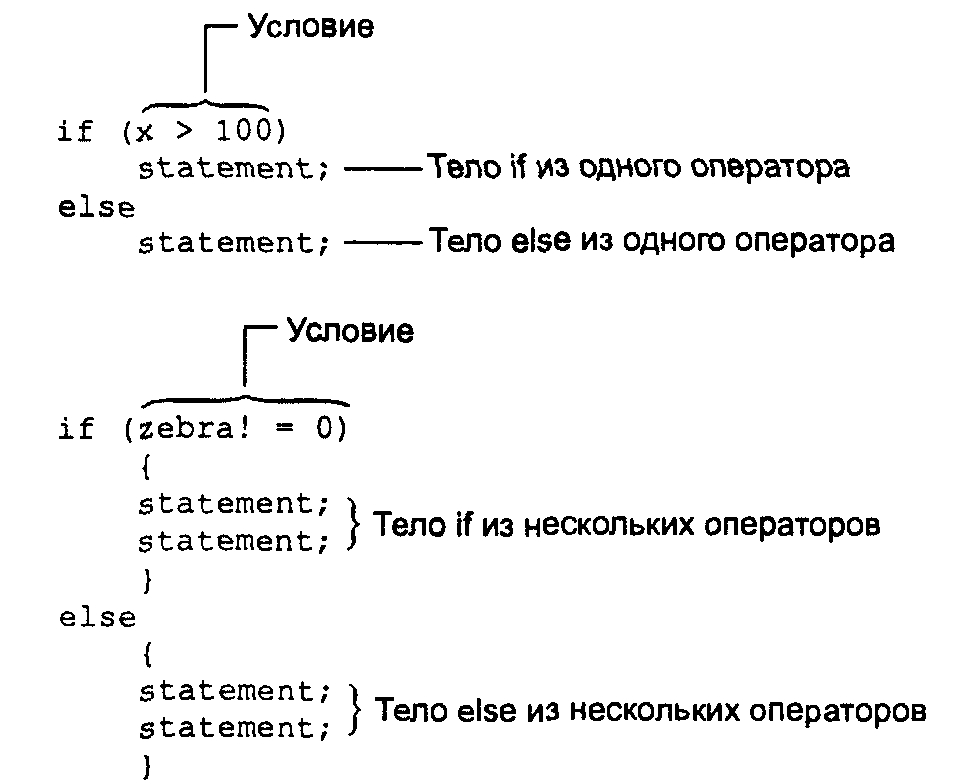 Условие
if (x > 100)
statement; Тело if из одного оператора
else
statement; Тело else из одного оператора
Условие
if (zebra! = 0)
{
statement;
statement;
Тело if из нескольких операторов
}
else
{
statement;
statement;
Тело else из нескольких операторов
}